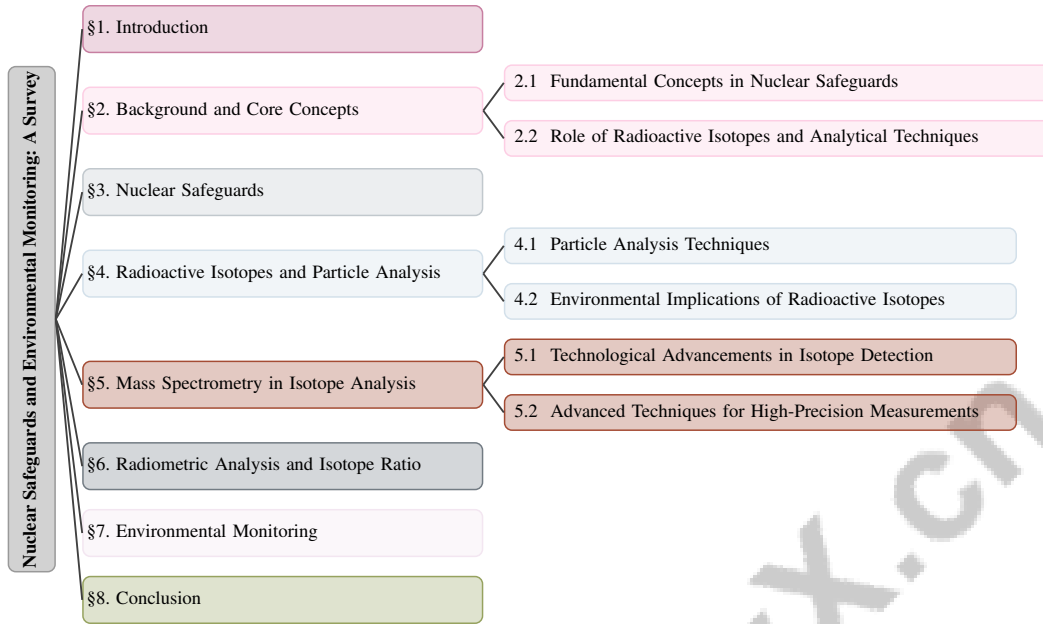 Nuclear Safeguards and Environmental Monitoring: A Survey
§1. Introduction
§2. Background and Core Concepts
2.1 Fundamental Concepts in Nuclear Safeguards
2.2 Role of Radioactive Isotopes and Analytical Techniques
§3. Nuclear Safeguards
§4. Radioactive Isotopes and Particle Analysis
4.1 Particle Analysis Techniques
4.2 Environmental Implications of Radioactive Isotopes
§5. Mass Spectrometry in Isotope Analysis
5.1 Technological Advancements in Isotope Detection
5.2 Advanced Techniques for High-Precision Measurements
§6. Radiometric Analysis and Isotope Ratio
§7. Environmental Monitoring
§8. Conclusion
x.cn